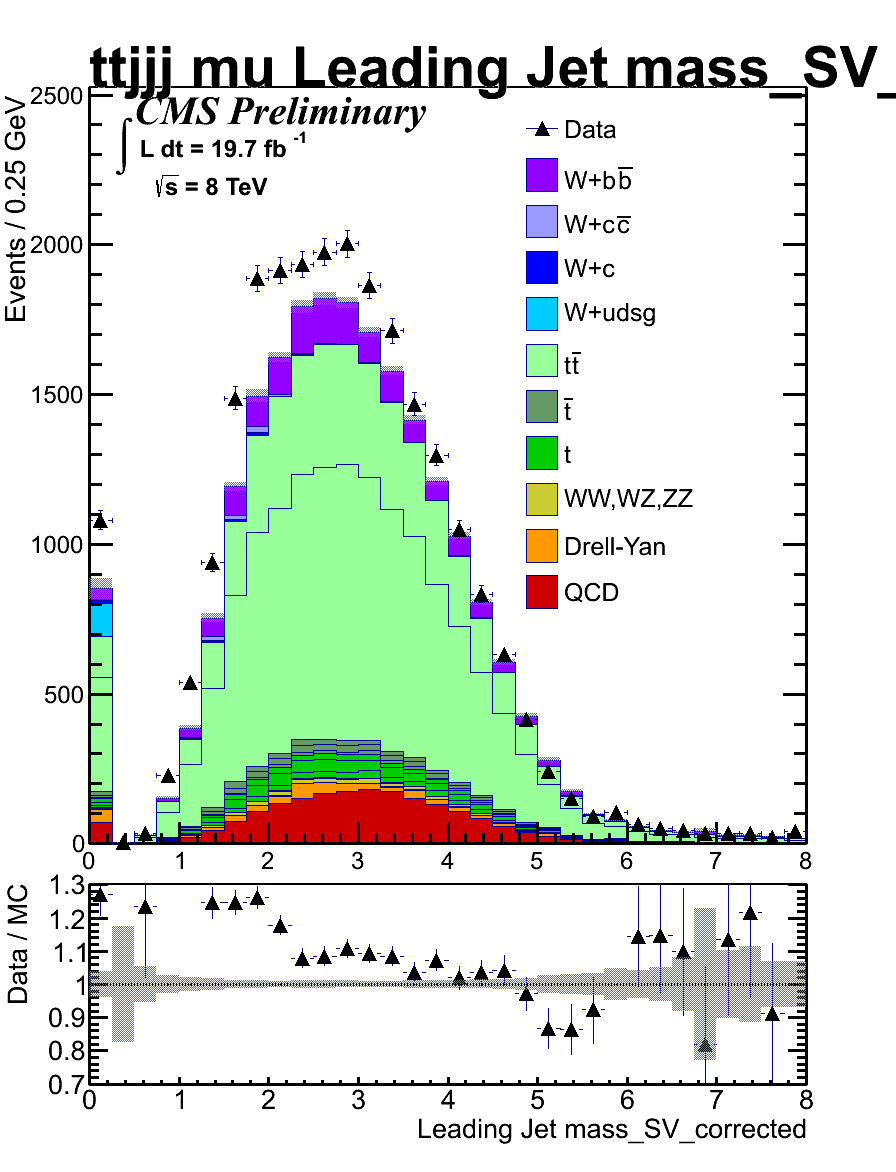 ttjjj mu Leading Jet mass_SV_
CMS Preliminary
∫ L dt = 19.7 fb⁻¹
√s = 8 TeV
Events / 0.25 GeV
2500
2000
1500
1000
500
0
Data
W+bb̅
W+cc̅
W+c
W+udsg
tt̅
t̅
t
WW,WZ,ZZ
Drell-Yan
QCD
0 1 2 3 4 5 6 7 8
Data / MC
1.3
1.2
1.1
1
0.9
0.8
0.7
0 1 2 3 4 5 6 7 8
Leading Jet mass_SV_corrected